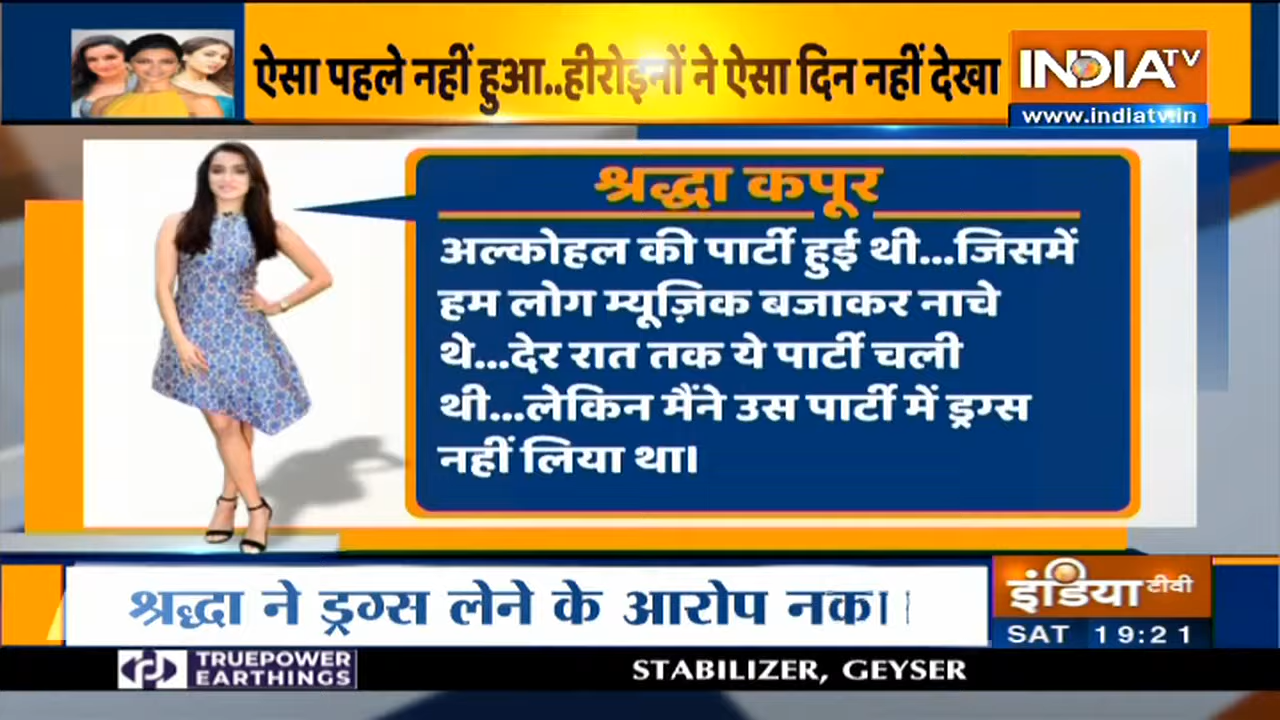 ऐसा पहले नहीं हुआ..हीरोइनों ने ऐसा दिन नहीं देखा
INDIA TV
www.indiatv.in
श्रद्धा कपूर
अल्कोहल की पार्टी हुई थी...जिसमें
हम लोग म्यूज़िक बजाकर नाचे
थे...देर रात तक ये पार्टी चली
थी...लेकिन मैंने उस पार्टी में ड्रग्स
नहीं लिया था।
श्रद्धा ने ड्रग्स लेने के आरोप
इंडिया टीवी
SAT 19:21
TRUEPOWER
EARTHINGS
STABILIZER, GEYSER